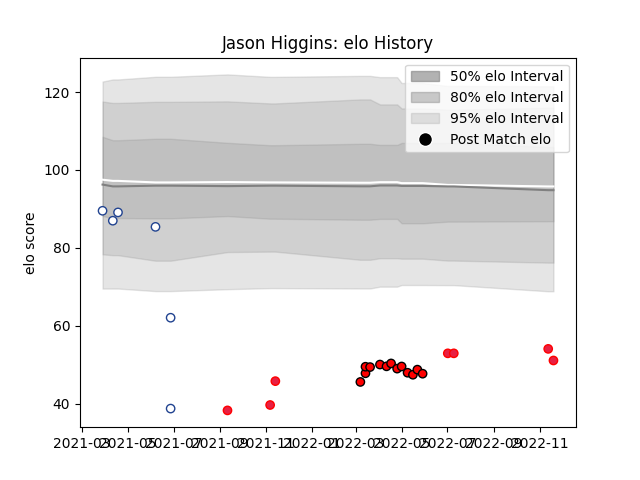 Jason Higgins: elo History
50% elo Interval
80% elo Interval
95% elo Interval
Post Match elo
elo score
120
100
80
60
40
2021-03 2021-05 2021-07 2021-09 2021-11 2022-01 2022-03 2022-05 2022-07 2022-09 2022-11